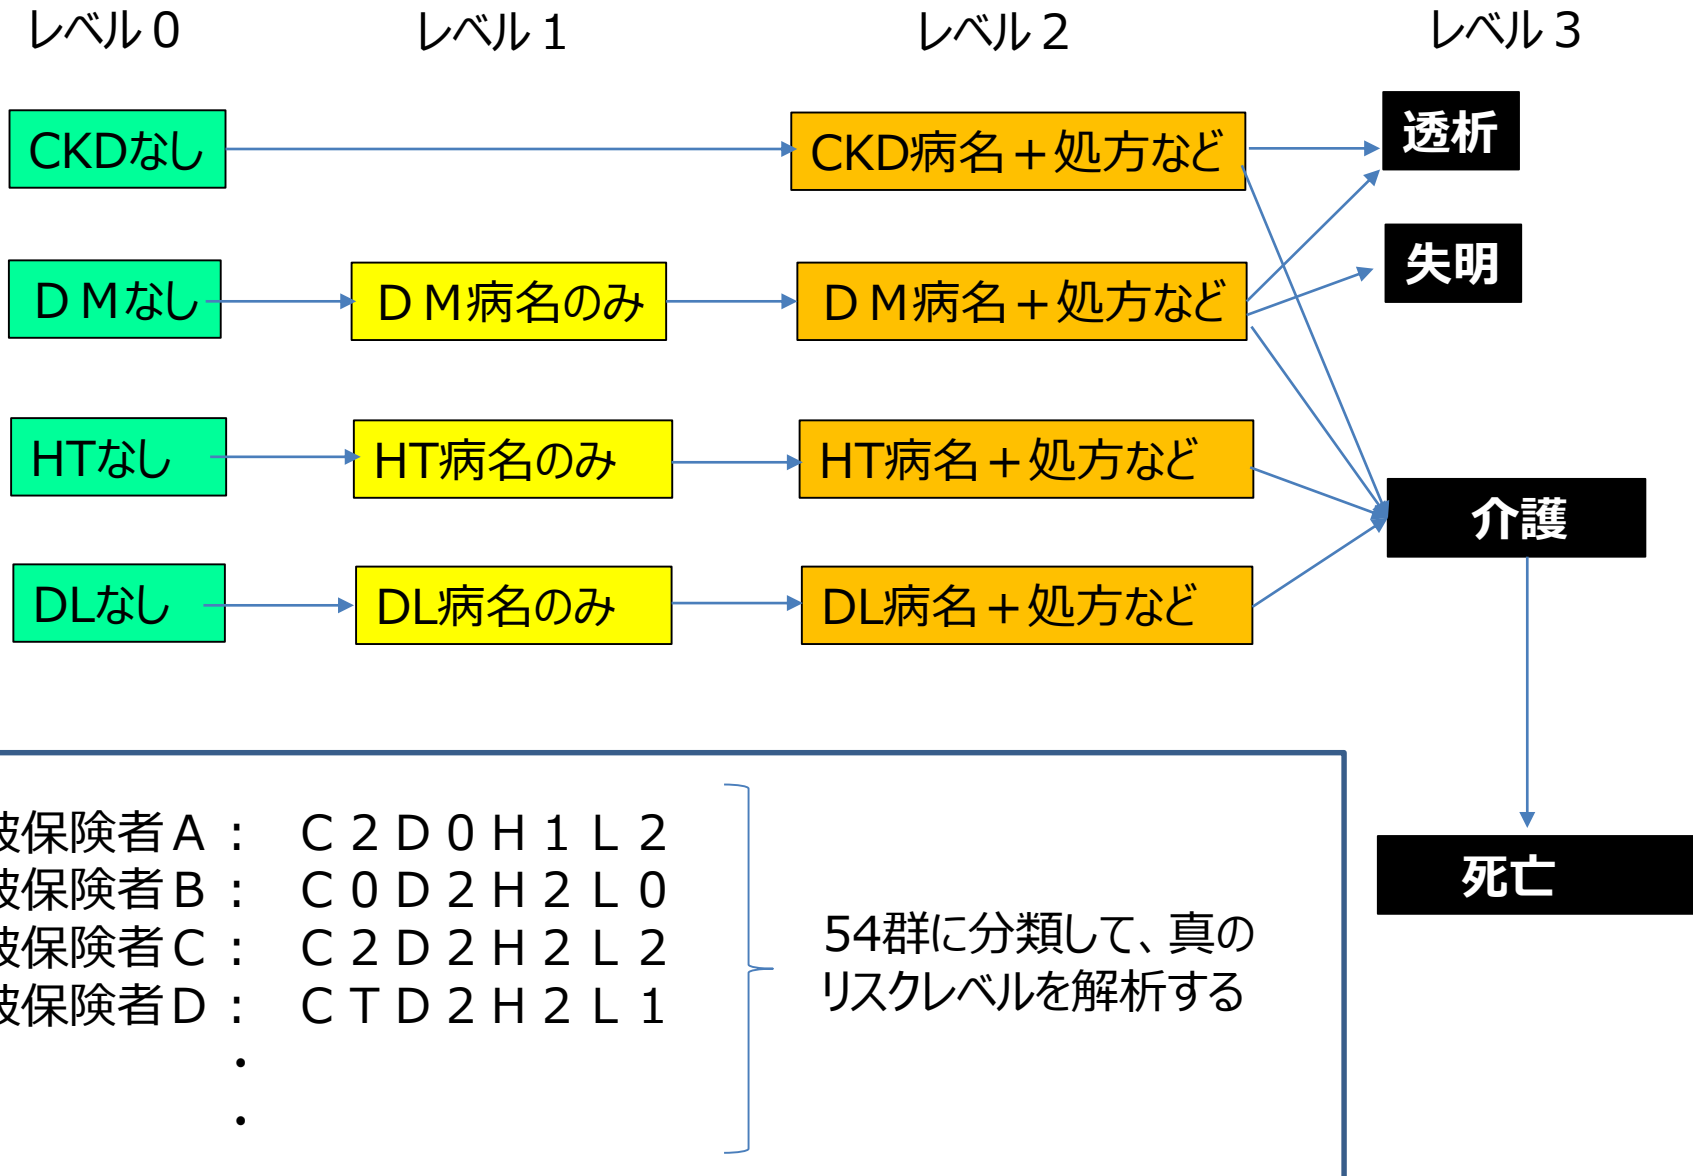 レベル０
レベル１
レベル２
レベル３
CKDなし
CKD病名＋処方など
透析
失明
ＤＭなし
ＤＭ病名のみ
ＤＭ病名＋処方など
HTなし
HT病名のみ
HT病名＋処方など
介護
DLなし
DL病名のみ
DL病名＋処方など
死亡
被保険者Ａ：　Ｃ２Ｄ０Ｈ１Ｌ２
被保険者Ｂ：　Ｃ０Ｄ２Ｈ２Ｌ０
被保険者Ｃ：　Ｃ２Ｄ２Ｈ２Ｌ２
被保険者Ｄ：　ＣＴＤ２Ｈ２Ｌ１
・
・
54群に分類して、真の
リスクレベルを解析する